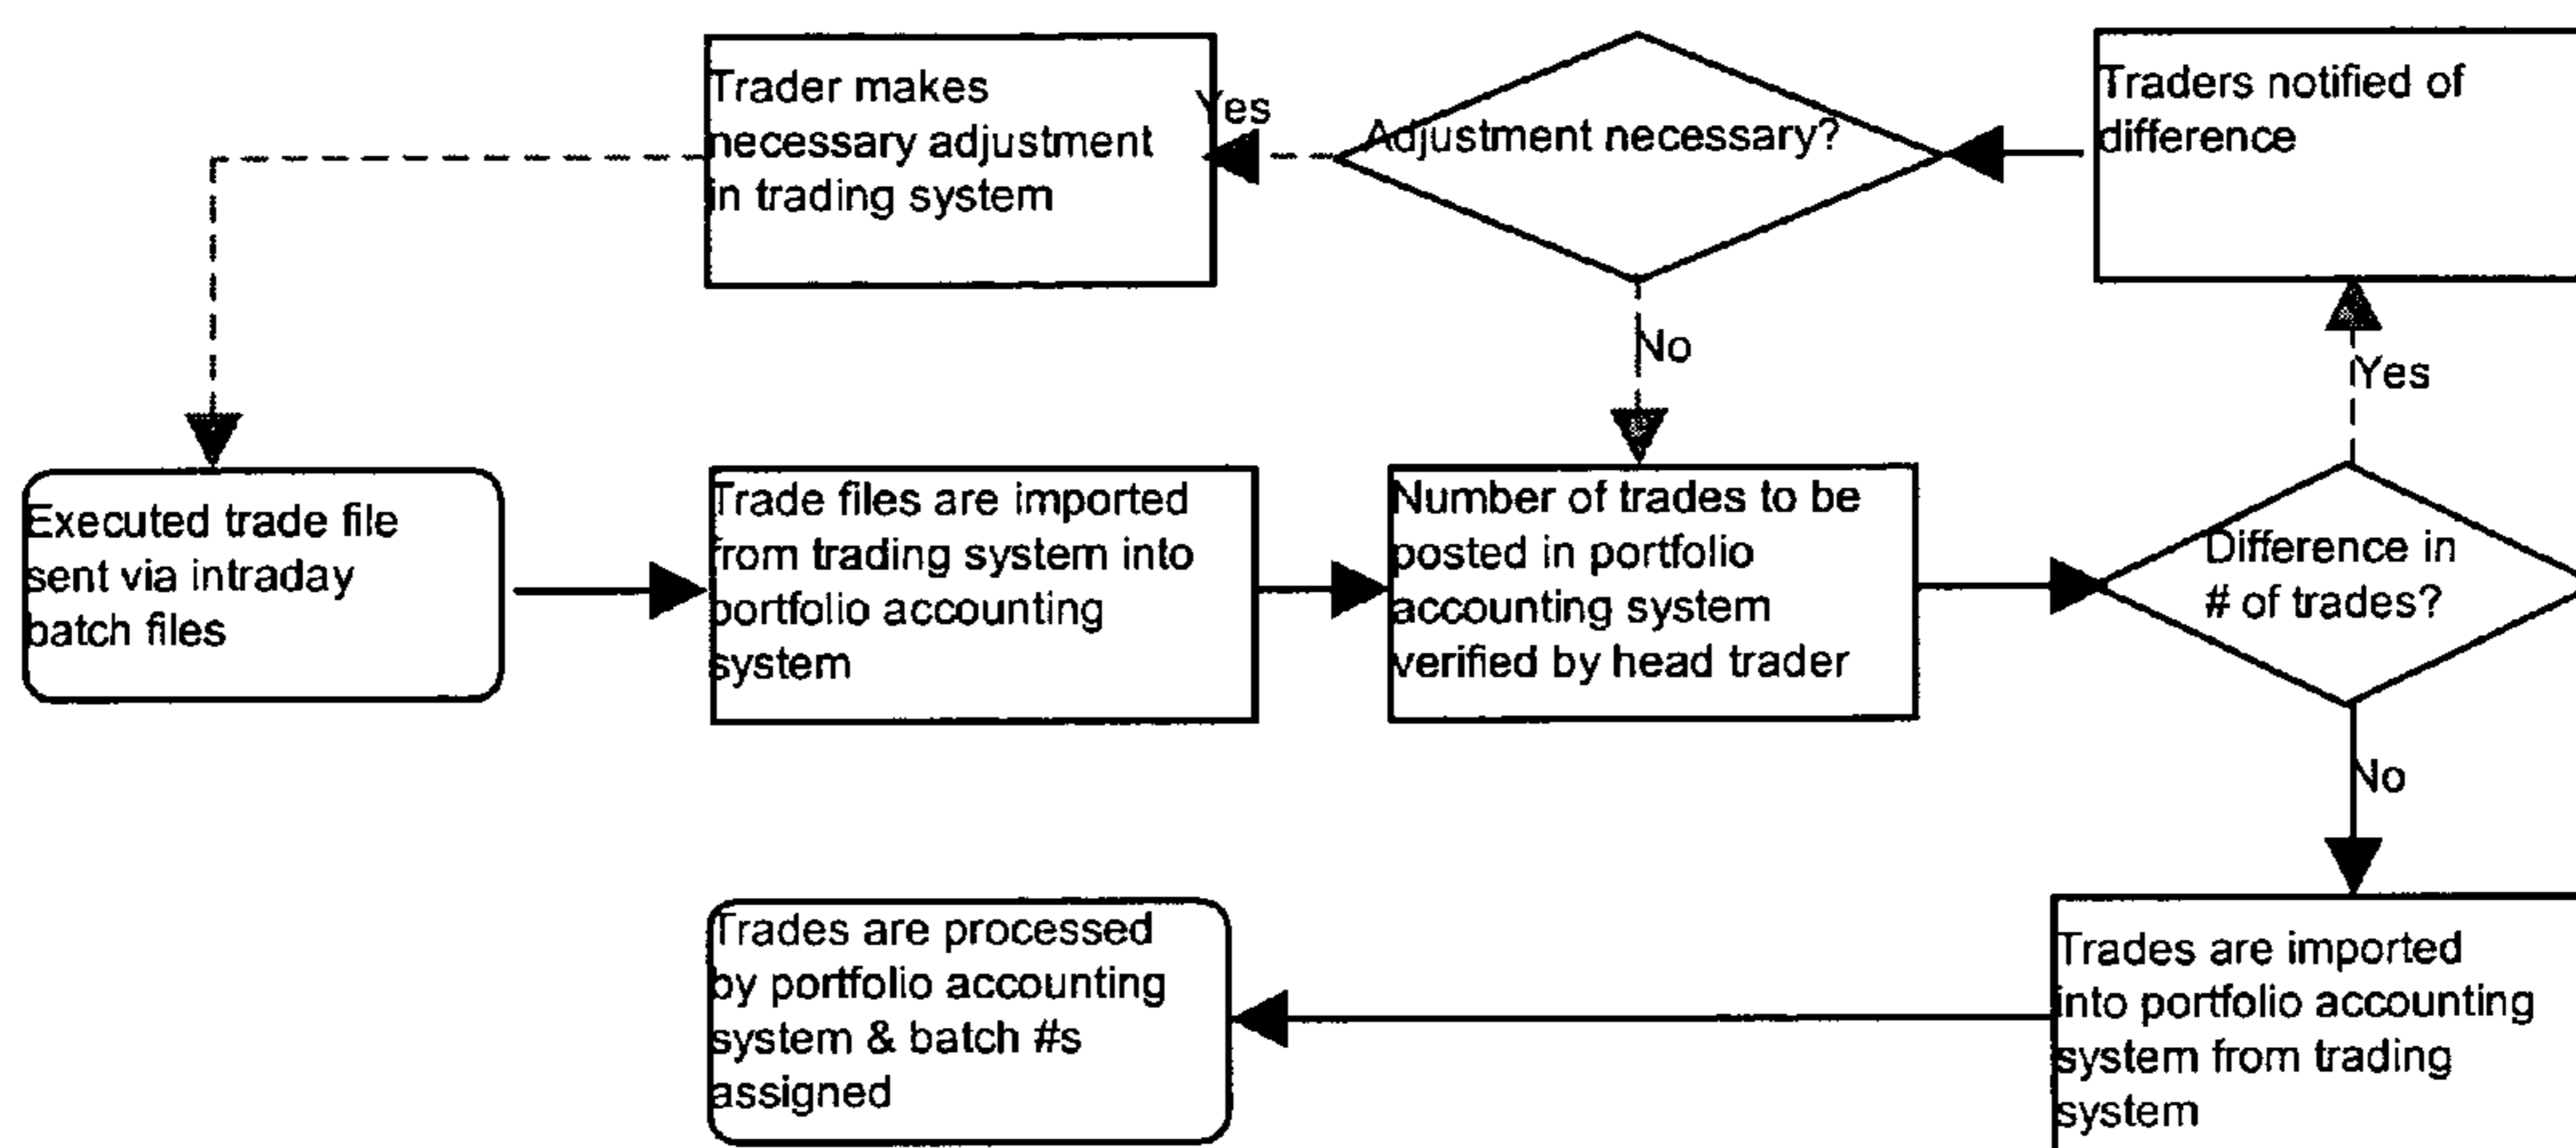 Trader makes
necessary adjustment
in trading system
Yes
Adjustment necessary?
Traders notified of
difference
No
Yes
Executed trade file
sent via intraday
batch files
Trade files are imported
from trading system into
portfolio accounting
system
Number of trades to be
posted in portfolio
accounting system
verified by head trader
Difference in
# of trades?
No
Trades are processed
by portfolio accounting
system & batch #s
assigned
Trades are imported
into portfolio accounting
system from trading
system